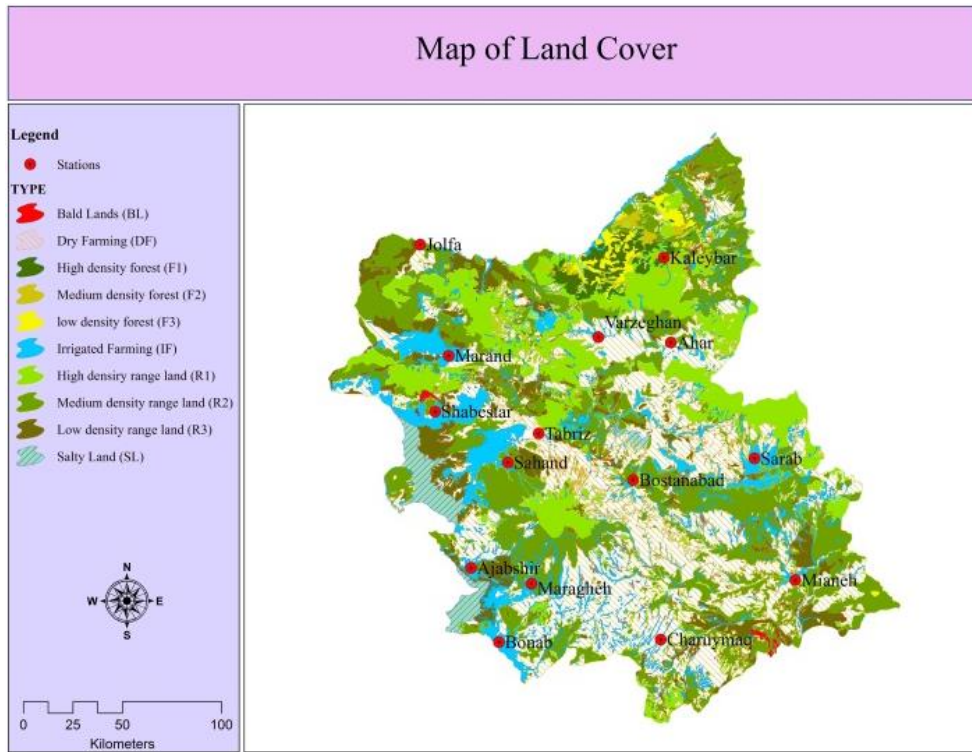 Map of Land Cover
Legend
Stations
TYPE
Bald Lands (BL)
Dry Farming (DF)
High density forest (F1)
Medium density forest (F2)
low density forest (F3)
Irrigated Farming (IF)
High density range land (R1)
Medium density range land (R2)
Low density range land (R3)
Salty Land (SL)
N
W E
S
0 25 50 100
Kilometers
Jolfa
Kaleybar
Varzeghan
Ahar
Marand
Shabestar
Tabriz
Sahand
Sarab
Bostanabad
Ajabshir
Maragheh
Mianeh
Bonab
Charuymaq